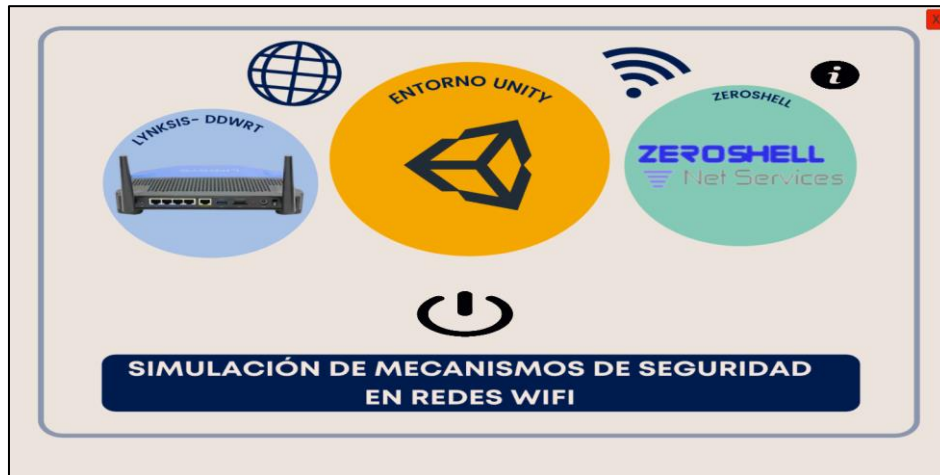 X
LYNKSIS- DDWRT
ENTORNO UNITY
ZEROSHELL
i
ZEROSHELL
Net Services
SIMULACIÓN DE MECANISMOS DE SEGURIDAD
EN REDES WIFI